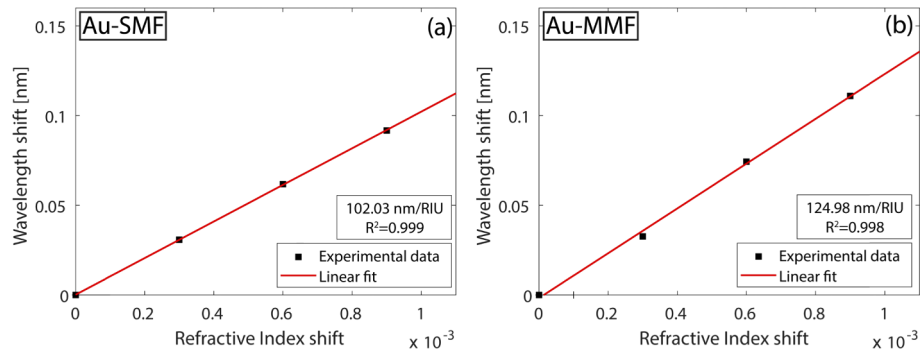 Au-SMF
(a)
Wavelength shift [nm]
0.15
0.1
0.05
0
102.03 nm/RIU
R²=0.999
Experimental data
Linear fit
0 0.2 0.4 0.6 0.8 1
Refractive Index shift x 10⁻³
Au-MMF
(b)
Wavelength shift [nm]
0.15
0.1
0.05
0
124.98 nm/RIU
R²=0.998
Experimental data
Linear fit
0 0.2 0.4 0.6 0.8 1
Refractive Index shift x 10⁻³